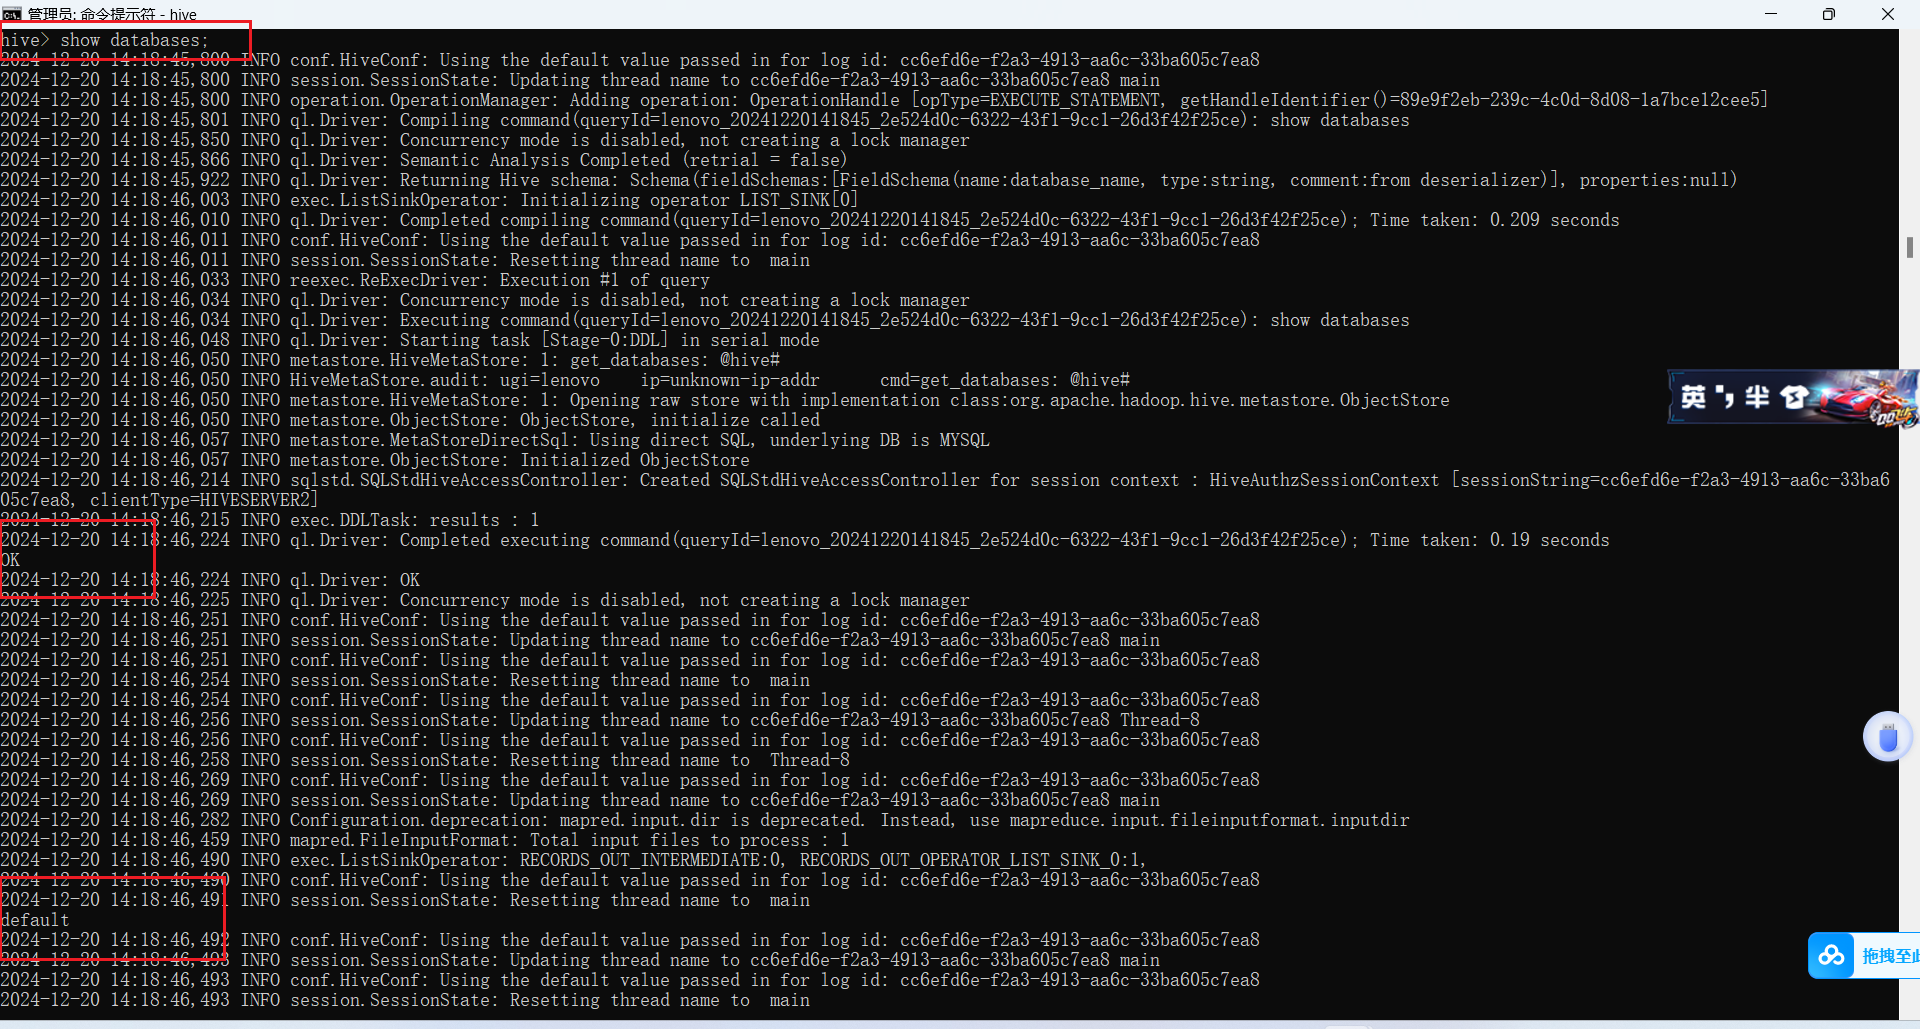 管理员: 命令提示符 - hive
hive> show databases;
2024-12-20 14:18:45,800 INFO conf.HiveConf: Using the default value passed in for log id: cc6efd6e-f2a3-4913-aa6c-33ba605c7ea8
2024-12-20 14:18:45,800 INFO session.SessionState: Updating thread name to cc6efd6e-f2a3-4913-aa6c-33ba605c7ea8 main
2024-12-20 14:18:45,800 INFO operation.OperationManager: Adding operation: OperationHandle [opType=EXECUTE_STATEMENT, getHandleIdentifier()=89e9f2eb-239c-4c0d-8d08-1a7bce12cee5]
2024-12-20 14:18:45,801 INFO ql.Driver: Compiling command(queryId=lenovo_20241220141845_2e524d0c-6322-43f1-9cc1-26d3f42f25ce): show databases
2024-12-20 14:18:45,850 INFO ql.Driver: Concurrency mode is disabled, not creating a lock manager
2024-12-20 14:18:45,866 INFO ql.Driver: Semantic Analysis Completed (retrial = false)
2024-12-20 14:18:45,922 INFO ql.Driver: Returning Hive schema: Schema(fieldSchemas:[FieldSchema(name:database_name, type:string, comment:from deserializer)], properties:null)
2024-12-20 14:18:46,003 INFO exec.ListSinkOperator: Initializing operator LIST_SINK[0]
2024-12-20 14:18:46,010 INFO ql.Driver: Completed compiling command(queryId=lenovo_20241220141845_2e524d0c-6322-43f1-9cc1-26d3f42f25ce); Time taken: 0.209 seconds
2024-12-20 14:18:46,011 INFO conf.HiveConf: Using the default value passed in for log id: cc6efd6e-f2a3-4913-aa6c-33ba605c7ea8
2024-12-20 14:18:46,011 INFO session.SessionState: Resetting thread name to  main
2024-12-20 14:18:46,033 INFO reexec.ReExecDriver: Execution #1 of query
2024-12-20 14:18:46,034 INFO ql.Driver: Concurrency mode is disabled, not creating a lock manager
2024-12-20 14:18:46,034 INFO ql.Driver: Executing command(queryId=lenovo_20241220141845_2e524d0c-6322-43f1-9cc1-26d3f42f25ce): show databases
2024-12-20 14:18:46,048 INFO ql.Driver: Starting task [Stage-0:DDL] in serial mode
2024-12-20 14:18:46,050 INFO metastore.HiveMetaStore: 1: get_databases: @hive#
2024-12-20 14:18:46,050 INFO HiveMetaStore.audit: ugi=lenovo    ip=unknown-ip-addr      cmd=get_databases: @hive#
2024-12-20 14:18:46,050 INFO metastore.HiveMetaStore: 1: Opening raw store with implementation class:org.apache.hadoop.hive.metastore.ObjectStore
2024-12-20 14:18:46,050 INFO metastore.ObjectStore: ObjectStore, initialize called
2024-12-20 14:18:46,057 INFO metastore.MetaStoreDirectSql: Using direct SQL, underlying DB is MYSQL
2024-12-20 14:18:46,057 INFO metastore.ObjectStore: Initialized ObjectStore
2024-12-20 14:18:46,214 INFO sqlstd.SQLStdHiveAccessController: Created SQLStdHiveAccessController for session context : HiveAuthzSessionContext [sessionString=cc6efd6e-f2a3-4913-aa6c-33ba6
05c7ea8, clientType=HIVESERVER2]
2024-12-20 14:18:46,215 INFO exec.DDLTask: results : 1
2024-12-20 14:18:46,224 INFO ql.Driver: Completed executing command(queryId=lenovo_20241220141845_2e524d0c-6322-43f1-9cc1-26d3f42f25ce); Time taken: 0.19 seconds
OK
2024-12-20 14:18:46,224 INFO ql.Driver: OK
2024-12-20 14:18:46,225 INFO ql.Driver: Concurrency mode is disabled, not creating a lock manager
2024-12-20 14:18:46,251 INFO conf.HiveConf: Using the default value passed in for log id: cc6efd6e-f2a3-4913-aa6c-33ba605c7ea8
2024-12-20 14:18:46,251 INFO session.SessionState: Updating thread name to cc6efd6e-f2a3-4913-aa6c-33ba605c7ea8 main
2024-12-20 14:18:46,251 INFO conf.HiveConf: Using the default value passed in for log id: cc6efd6e-f2a3-4913-aa6c-33ba605c7ea8
2024-12-20 14:18:46,254 INFO session.SessionState: Resetting thread name to  main
2024-12-20 14:18:46,254 INFO conf.HiveConf: Using the default value passed in for log id: cc6efd6e-f2a3-4913-aa6c-33ba605c7ea8
2024-12-20 14:18:46,256 INFO session.SessionState: Updating thread name to cc6efd6e-f2a3-4913-aa6c-33ba605c7ea8 Thread-8
2024-12-20 14:18:46,256 INFO conf.HiveConf: Using the default value passed in for log id: cc6efd6e-f2a3-4913-aa6c-33ba605c7ea8
2024-12-20 14:18:46,258 INFO session.SessionState: Resetting thread name to  Thread-8
2024-12-20 14:18:46,269 INFO conf.HiveConf: Using the default value passed in for log id: cc6efd6e-f2a3-4913-aa6c-33ba605c7ea8
2024-12-20 14:18:46,269 INFO session.SessionState: Updating thread name to cc6efd6e-f2a3-4913-aa6c-33ba605c7ea8 main
2024-12-20 14:18:46,282 INFO Configuration.deprecation: mapred.input.dir is deprecated. Instead, use mapreduce.input.fileinputformat.inputdir
2024-12-20 14:18:46,459 INFO mapred.FileInputFormat: Total input files to process : 1
2024-12-20 14:18:46,490 INFO exec.ListSinkOperator: RECORDS_OUT_INTERMEDIATE:0, RECORDS_OUT_OPERATOR_LIST_SINK_0:1,
2024-12-20 14:18:46,490 INFO conf.HiveConf: Using the default value passed in for log id: cc6efd6e-f2a3-4913-aa6c-33ba605c7ea8
2024-12-20 14:18:46,491 INFO session.SessionState: Resetting thread name to  main
default
2024-12-20 14:18:46,492 INFO conf.HiveConf: Using the default value passed in for log id: cc6efd6e-f2a3-4913-aa6c-33ba605c7ea8
2024-12-20 14:18:46,493 INFO session.SessionState: Updating thread name to cc6efd6e-f2a3-4913-aa6c-33ba605c7ea8 main
2024-12-20 14:18:46,493 INFO conf.HiveConf: Using the default value passed in for log id: cc6efd6e-f2a3-4913-aa6c-33ba605c7ea8
2024-12-20 14:18:46,493 INFO session.SessionState: Resetting thread name to  main
英 , 半
拖拽至此